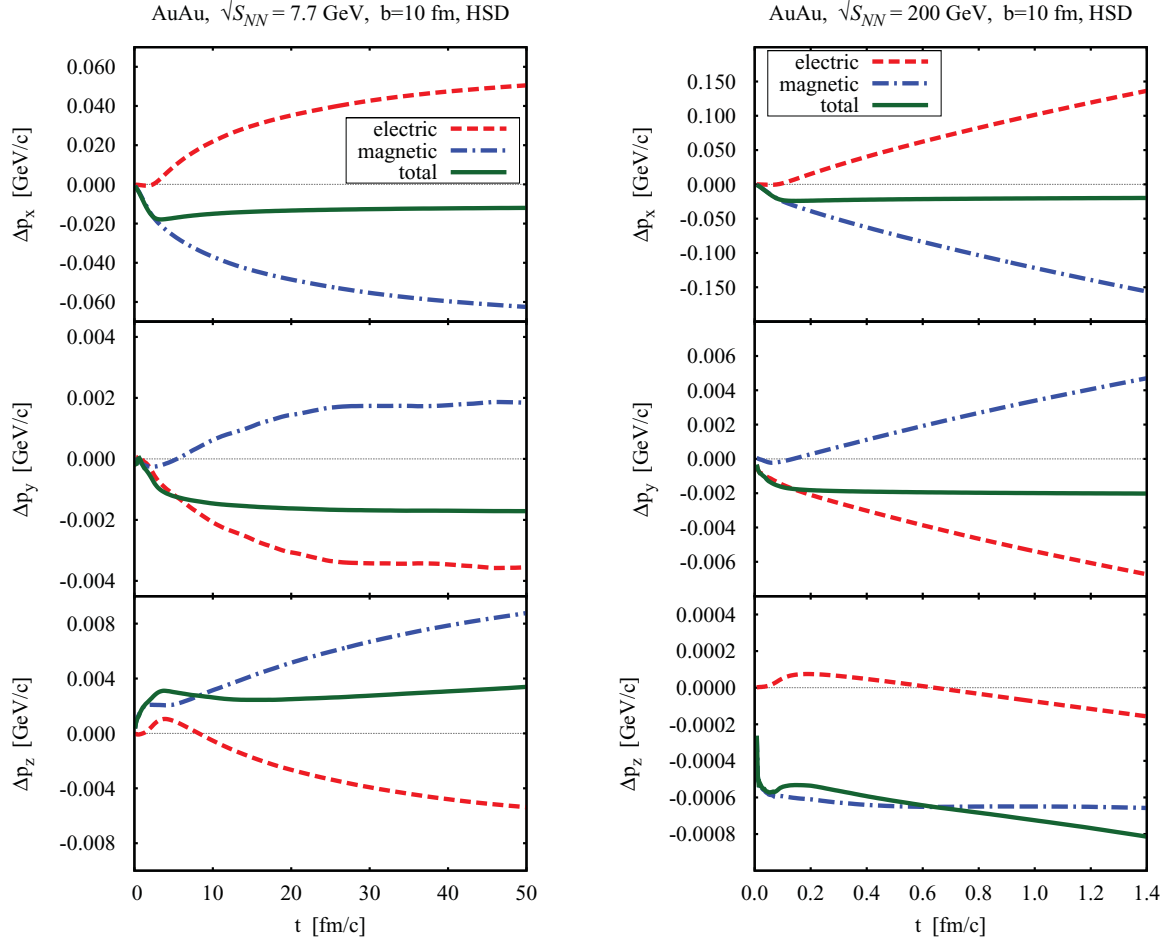 AuAu, √S_NN = 7.7 GeV, b=10 fm, HSD
0.060
0.040
0.020
0.000
-0.020
-0.040
-0.060
Δp_x [GeV/c]
electric
magnetic
total
0.004
0.002
0.000
-0.002
-0.004
Δp_y [GeV/c]
0.008
0.004
0.000
-0.004
-0.008
Δp_z [GeV/c]
0 10 20 30 40 50
t [fm/c]
AuAu, √S_NN = 200 GeV, b=10 fm, HSD
0.150
0.100
0.050
0.000
-0.050
-0.100
-0.150
Δp_x [GeV/c]
electric
magnetic
total
0.006
0.004
0.002
0.000
-0.002
-0.004
-0.006
Δp_y [GeV/c]
0.0004
0.0002
0.0000
-0.0002
-0.0004
-0.0006
-0.0008
Δp_z [GeV/c]
0.0 0.2 0.4 0.6 0.8 1.0 1.2 1.4
t [fm/c]